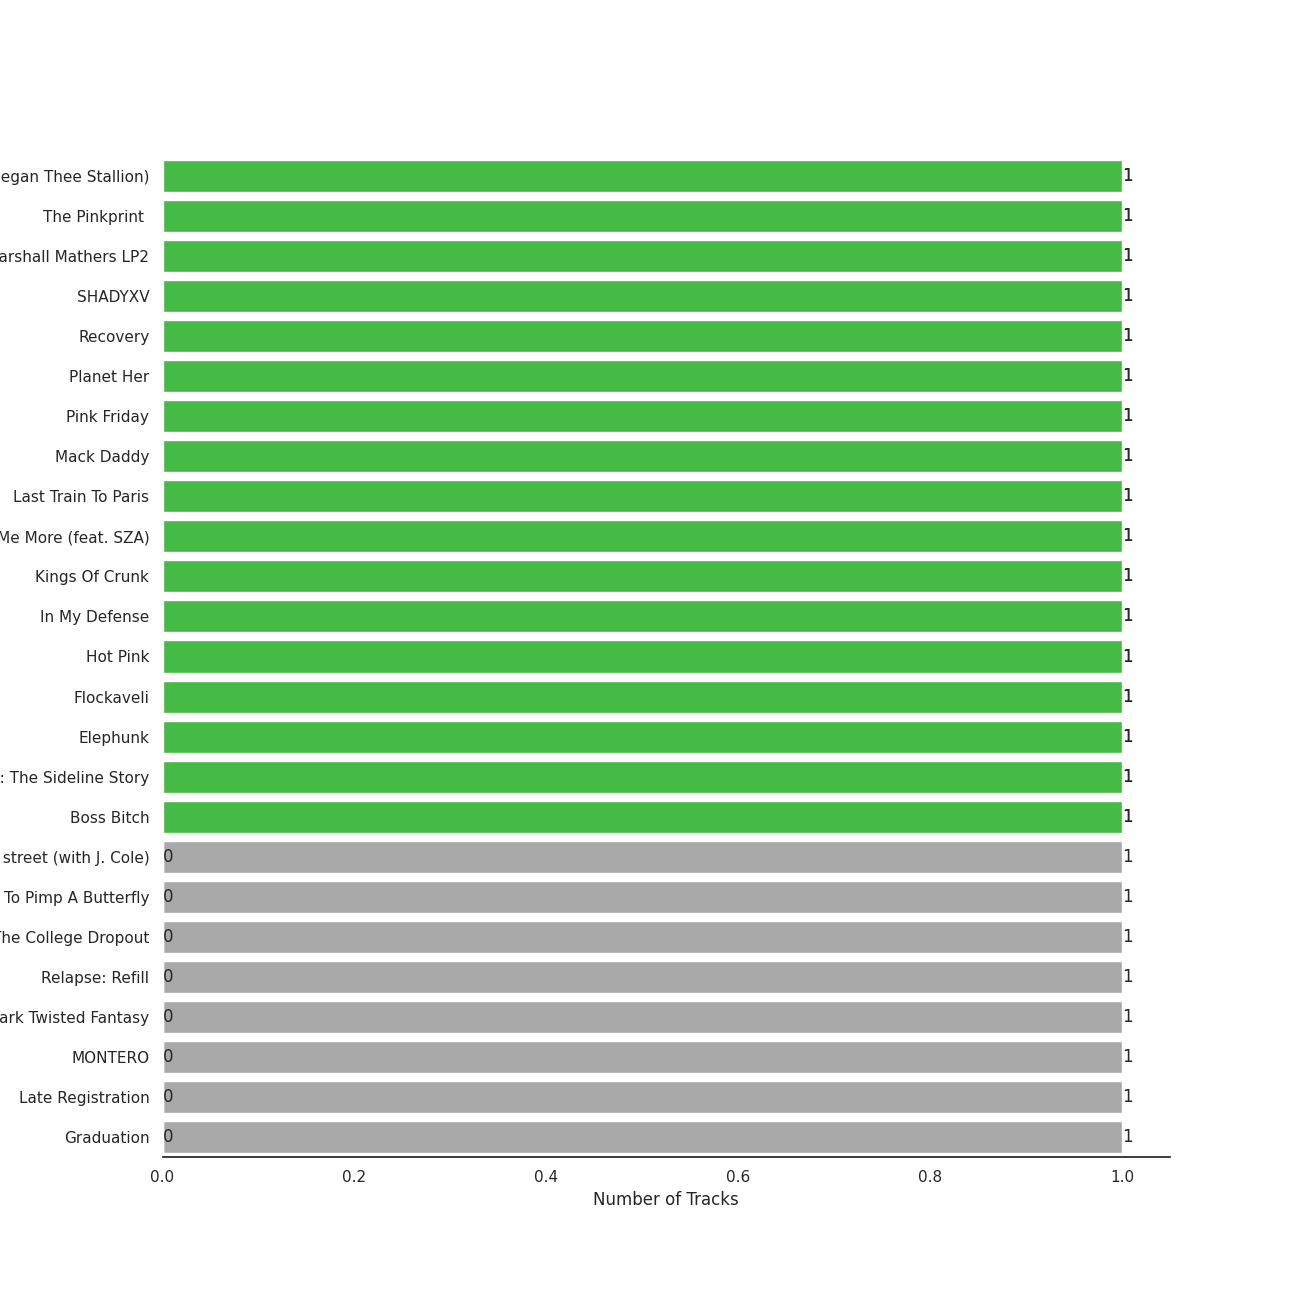 egan Thee Stallion) 1
The Pinkprint 1
arshall Mathers LP2 1
SHADYXV 1
Recovery 1
Planet Her 1
Pink Friday 1
Mack Daddy 1
Last Train To Paris 1
Me More (feat. SZA) 1
Kings Of Crunk 1
In My Defense 1
Hot Pink 1
Flockaveli 1
Elephunk 1
: The Sideline Story 1
Boss Bitch 1
street (with J. Cole) 0 1
To Pimp A Butterfly 0 1
The College Dropout 0 1
Relapse: Refill 0 1
ark Twisted Fantasy 0 1
MONTERO 0 1
Late Registration 0 1
Graduation 0 1
0.0 0.2 0.4 0.6 0.8 1.0
Number of Tracks